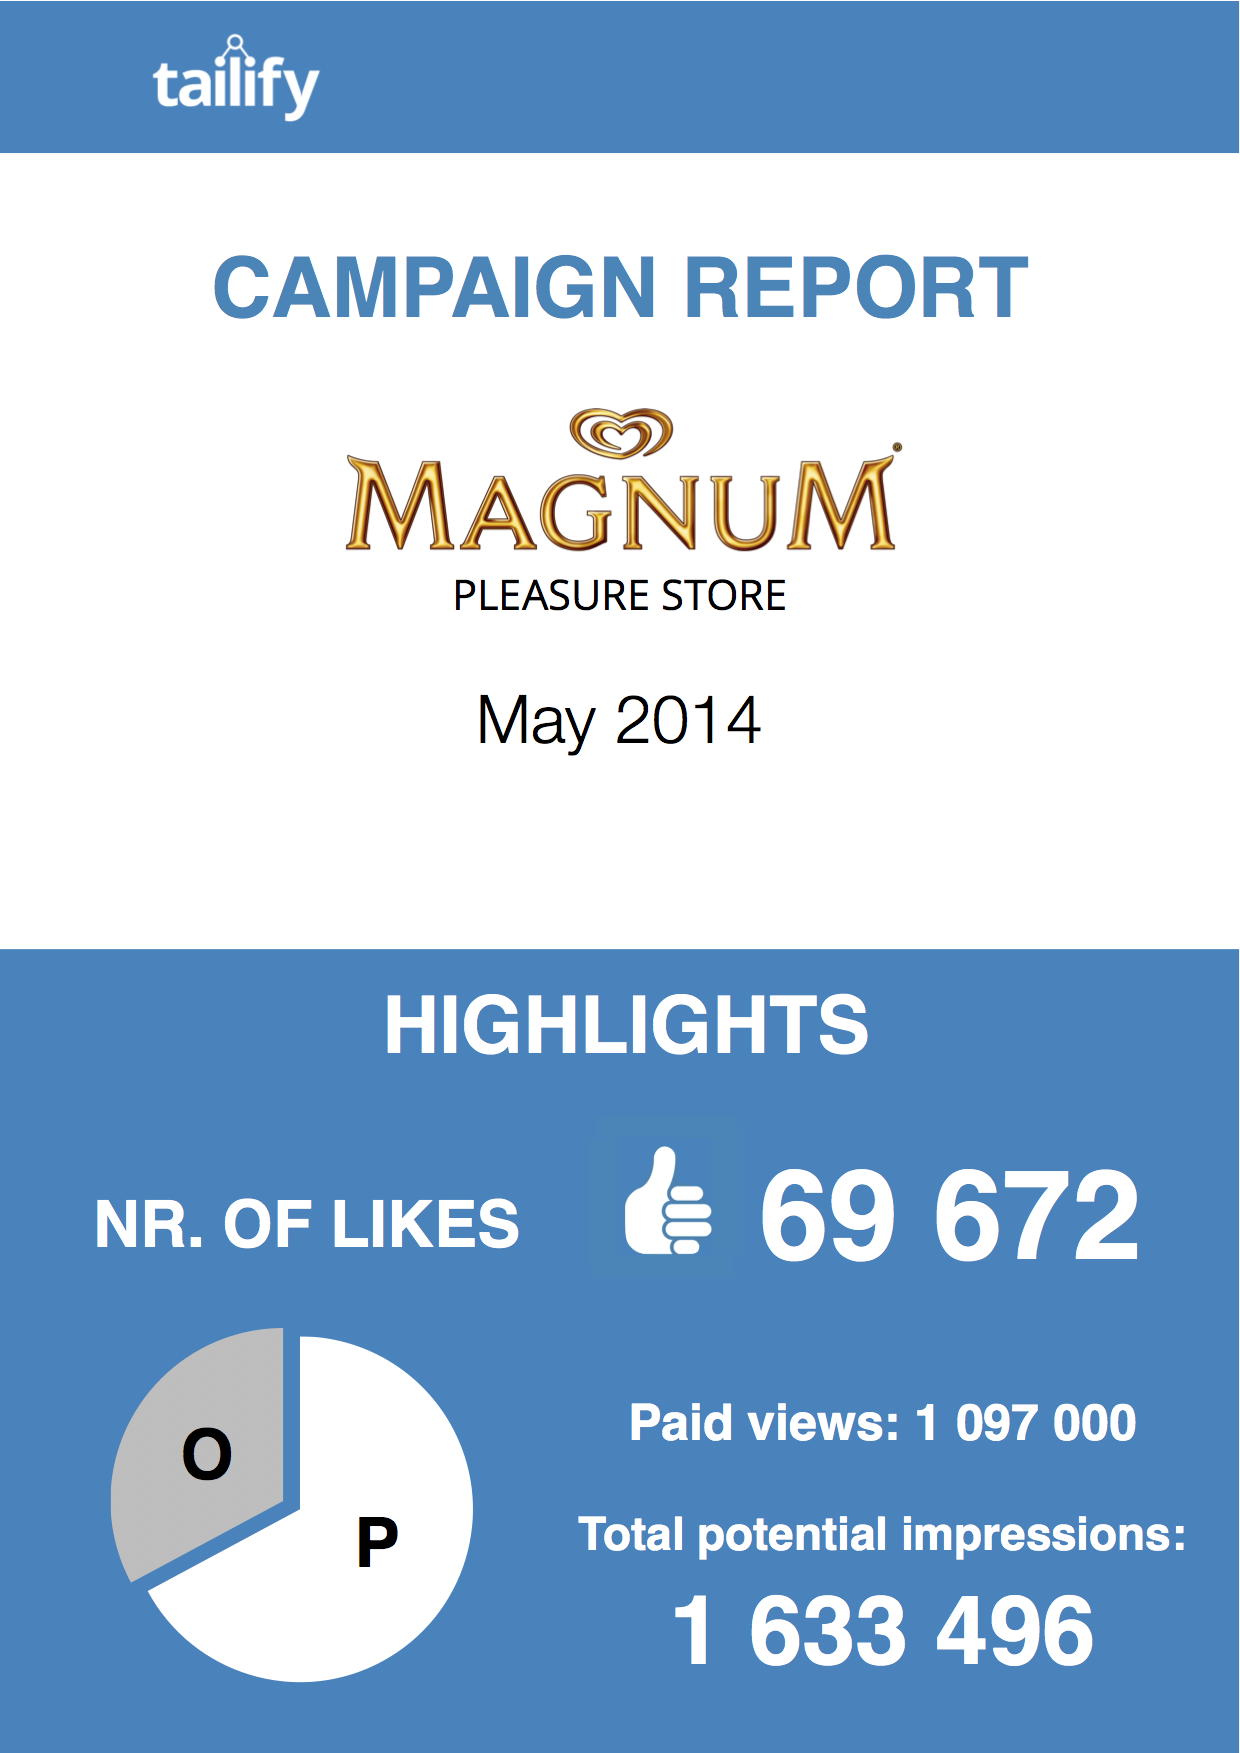 tailify
CAMPAIGN REPORT
MAGNUM®
PLEASURE STORE
May 2014
HIGHLIGHTS
NR. OF LIKES
69 672
O
P
Paid views: 1 097 000
Total potential impressions:
1 633 496